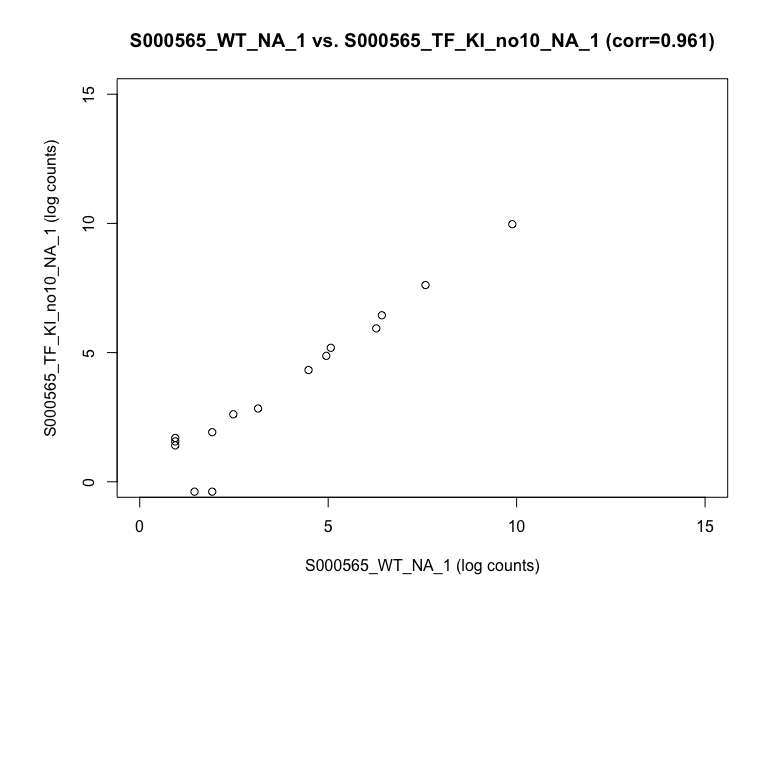 S000565_WT_NA_1 vs. S000565_TF_KI_no10_NA_1 (corr=0.961)
S000565_TF_KI_no10_NA_1 (log counts)
15
10
5
0
0 5 10 15
S000565_WT_NA_1 (log counts)